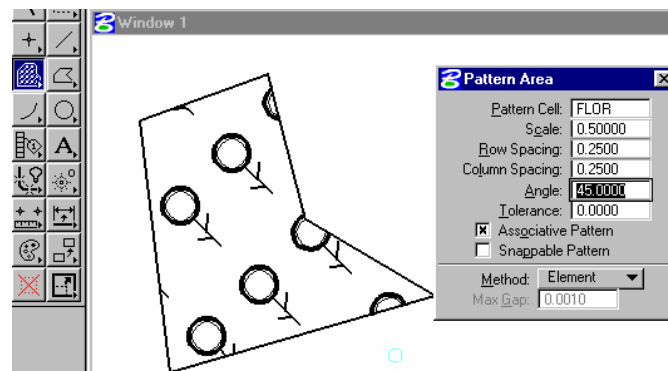 Window 1
Pattern Area
Pattern Cell: FLOR
Scale: 0.50000
Row Spacing: 0.2500
Column Spacing: 0.2500
Angle: 45.0000
Tolerance: 0.0000
Associative Pattern
Snappable Pattern
Method: Element
Max Gap: 0.0010
A